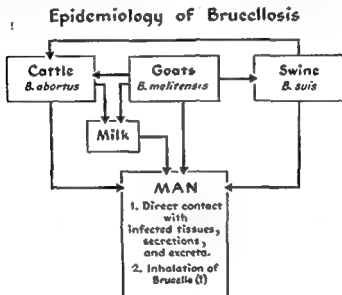 Epidemiology of Brucellosis
Cattle
B. abortus
Goats
B. melitensis
Swine
B. suis
Milk
MAN
1. Direct contact
with
infected tissues,
secretions,
and excreta.
2. Inhalation of
Brucella (?)